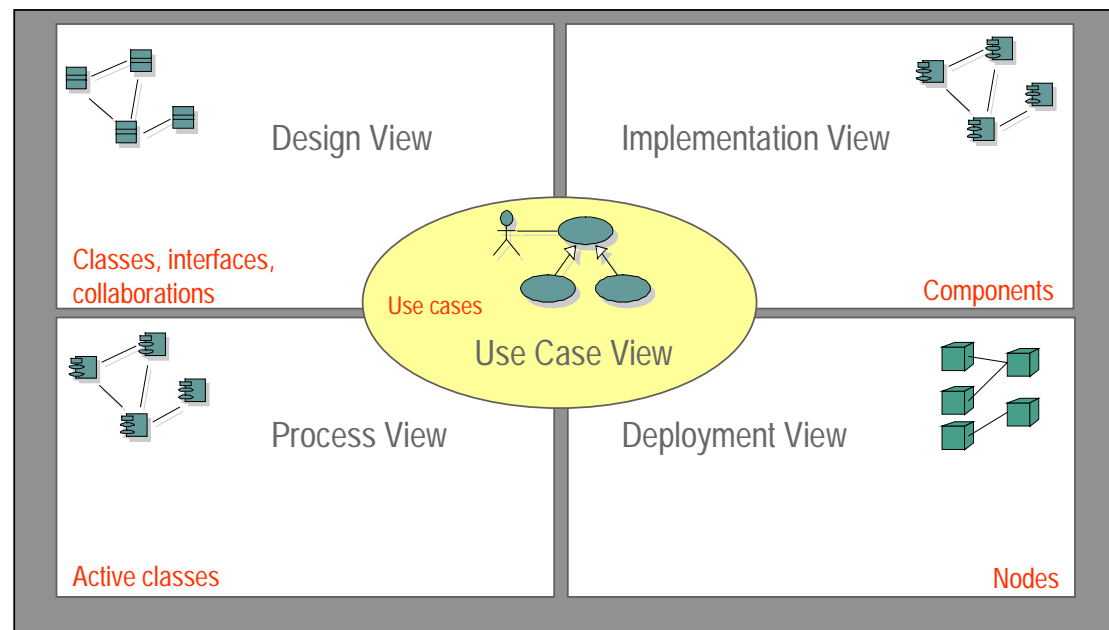 Design View
Classes, interfaces,
collaborations
Implementation View
Components
Use cases
Use Case View
Process View
Active classes
Deployment View
Nodes